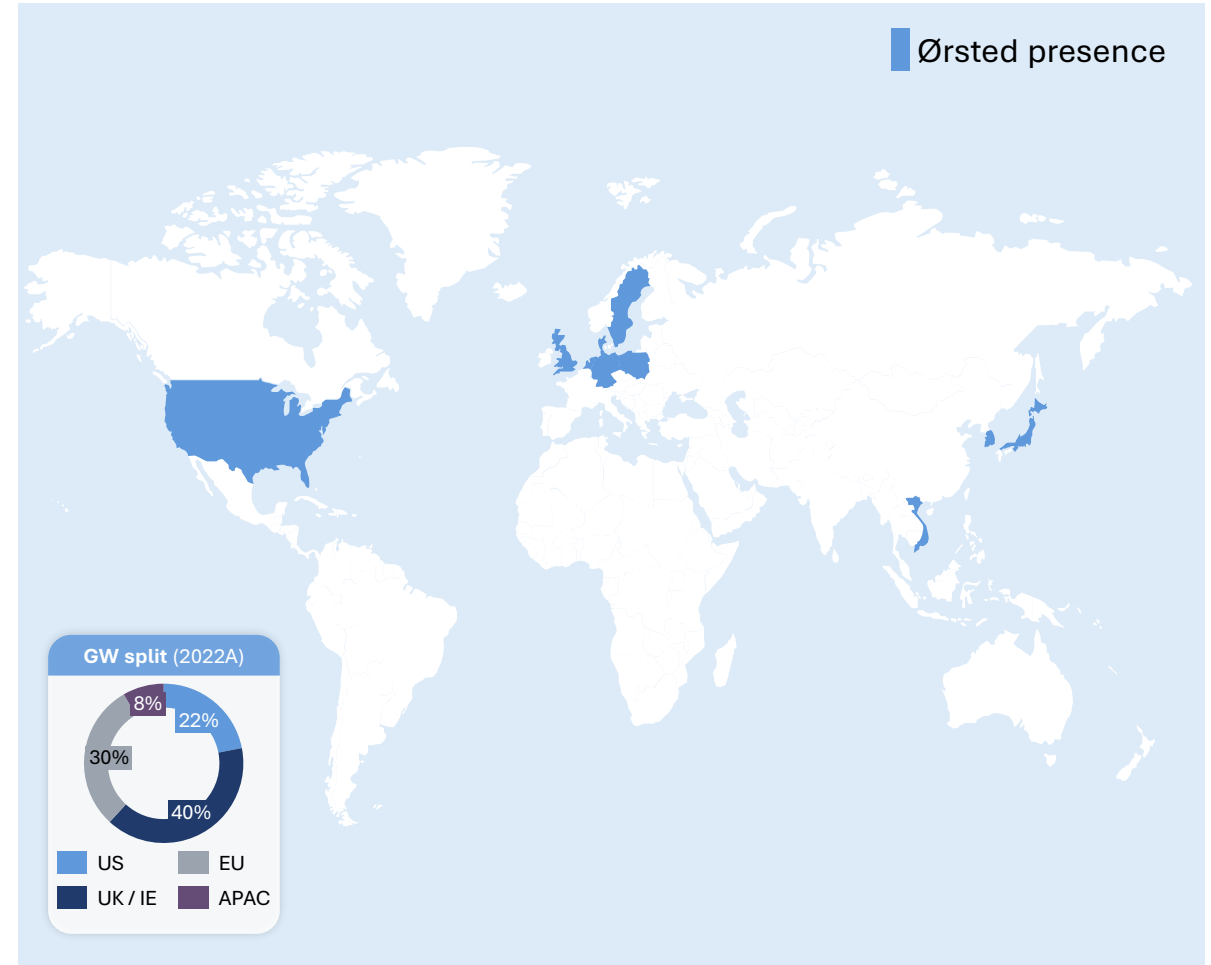 Ørsted presence
GW split (2022A)
8%
22%
30%
40%
US
EU
UK / IE
APAC